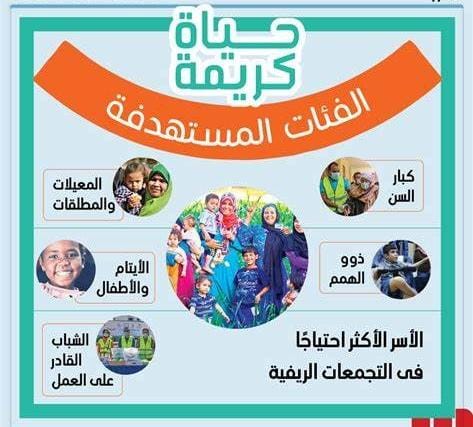 حياة
كريمة
الفئات المستهدفة
كبار
السن
المعيلات
والمطلقات
ذوو
الهمم
الأيتام
والأطفال
الأسر الأكثر احتياجًا
فى التجمعات الريفية
الشباب
القادر
على العمل